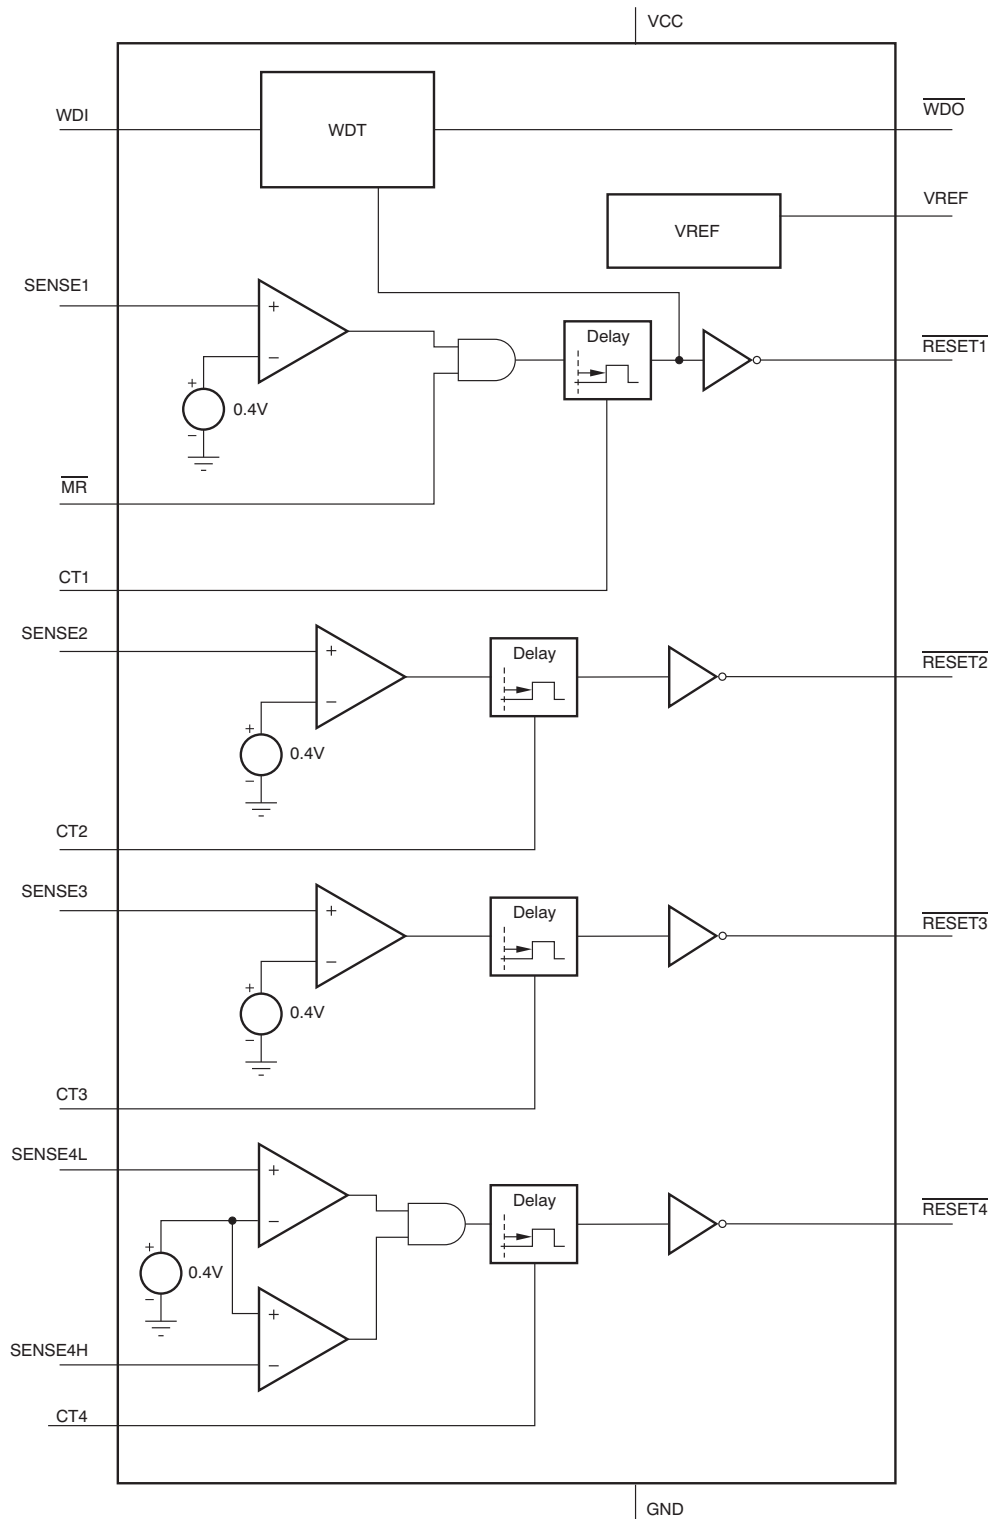 VCC
WDI
WDT
WDO
VREF
VREF
SENSE1
+
−
Delay
RESET1
+
0.4V
−
MR
CT1
SENSE2
+
−
Delay
RESET2
+
0.4V
−
CT2
SENSE3
+
−
Delay
RESET3
+
0.4V
−
CT3
SENSE4L
+
−
Delay
RESET4
+
0.4V
−
+
−
SENSE4H
CT4
GND